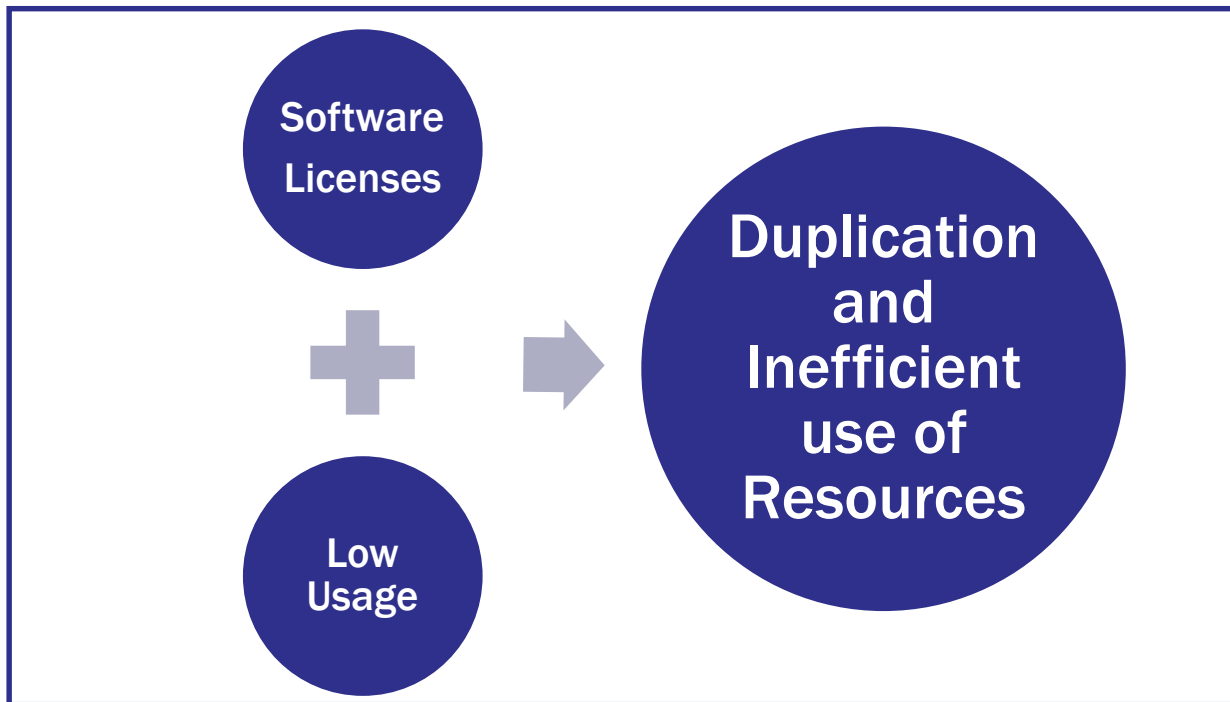 Software
Licenses
Low
Usage
Duplication
and
Inefficient
use of
Resources